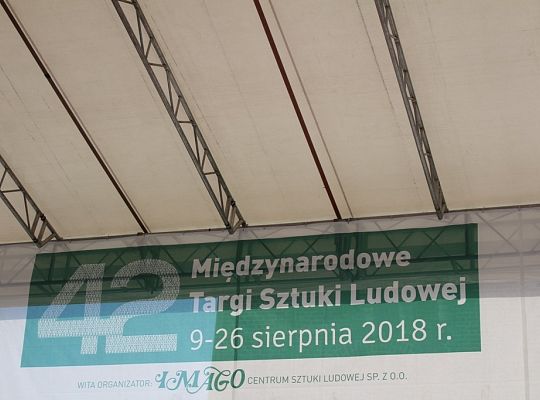 42
Międzynarodowe
Targi Sztuki Ludowej
9-26 sierpnia 2018 r.
WITA ORGANIZATOR: IMAGO CENTRUM SZTUKI LUDOWEJ SP. Z O.O.